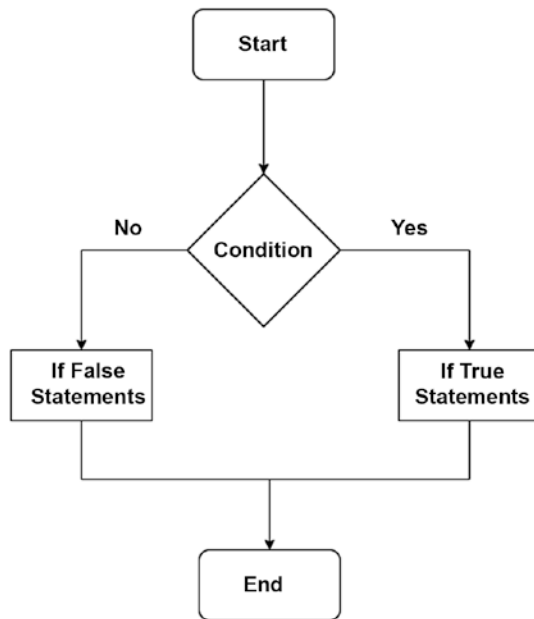 Start
No
Yes
Condition
If False
Statements
If True
Statements
End